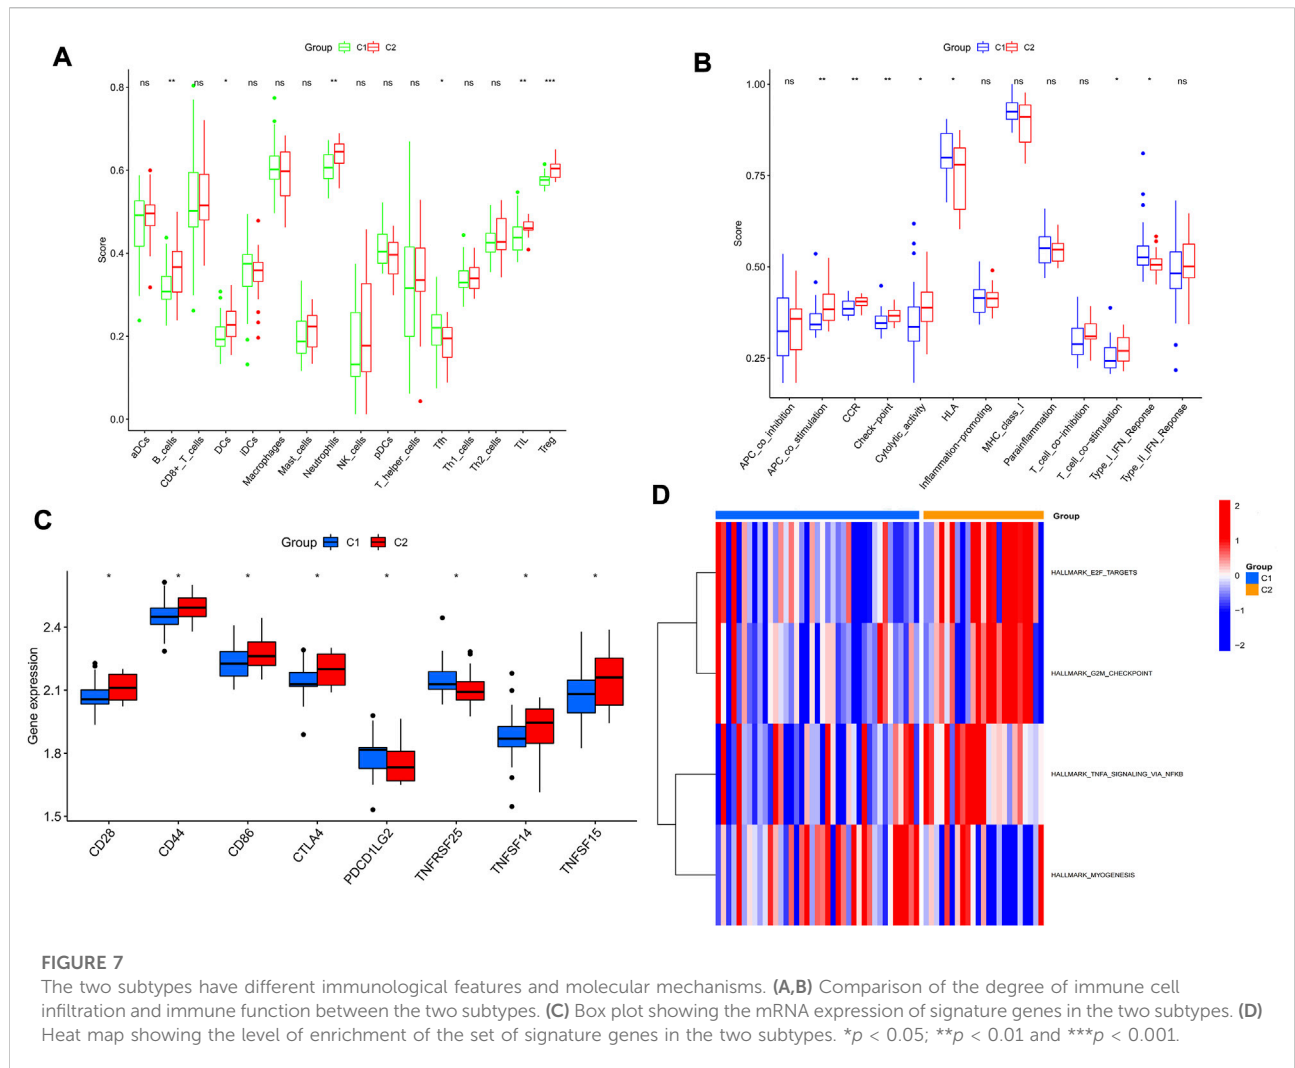 A
Group C1 C2
ns ** ns * ns ns ns ** ns ns ns * ns ns ** ***
Score
0.8
0.6
0.4
0.2
0.0
aDCs
B_cells
CD8+_T_cells
DCs
iDCs
Macrophages
Mast_cells
Neutrophils
NK_cells
pDCs
T_helper_cells
Tfh
Th1_cells
Th2_cells
TIL
Treg
B
Group C1 C2
ns ** ** ** * * ns ns ns ns * * ns
Score
1.00
0.75
0.50
0.25
APC_co_inhibition
APC_co_stimulation
CCR
Check-point
Cytolytic_activity
HLA
Inflammation-promoting
MHC_class_I
Parainflammation
T_cell_co-inhibition
T_cell_co-stimulation
Type_I_IFN_Reponse
Type_II_IFN_Reponse
C
Group C1 C2
* * * * * * * *
Gene expression
2.4
2.1
1.8
1.5
CD28
CD44
CD86
CTLA4
PDCD1LG2
TNFRSF25
TNFSF14
TNFSF15
D
Group
HALLMARK_E2F_TARGETS
HALLMARK_G2M_CHECKPOINT
HALLMARK_TNFA_SIGNALING_VIA_NFKB
HALLMARK_MYOGENESIS
2
1
0
−1
−2
Group
C1
C2
FIGURE 7
The two subtypes have different immunological features and molecular mechanisms. (A,B) Comparison of the degree of immune cell
infiltration and immune function between the two subtypes. (C) Box plot showing the mRNA expression of signature genes in the two subtypes. (D)
Heat map showing the level of enrichment of the set of signature genes in the two subtypes. *p < 0.05; **p < 0.01 and ***p < 0.001.